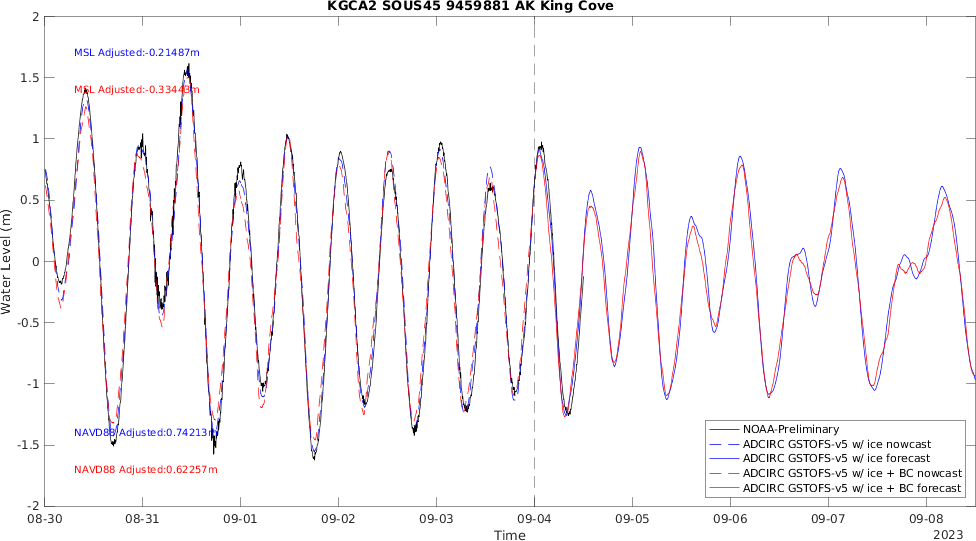 KGCA2 SOUS45 9459881 AK King Cove
2
1.5
1
0.5
0
-0.5
-1
-1.5
-2
Water Level (m)
MSL Adjusted:-0.21487m
MSL Adjusted:-0.33443m
NAVD88 Adjusted:0.74213m
NAVD88 Adjusted:0.62257m
NOAA-Preliminary
ADCIRC GSTOFS-v5 w/ ice nowcast
ADCIRC GSTOFS-v5 w/ ice forecast
ADCIRC GSTOFS-v5 w/ ice + BC nowcast
ADCIRC GSTOFS-v5 w/ ice + BC forecast
08-30 08-31 09-01 09-02 09-03 09-04 09-05 09-06 09-07 09-08
Time
2023